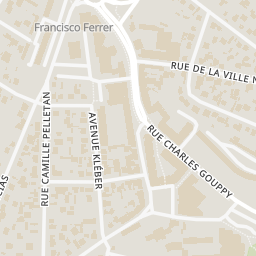 Francisco Ferrer
RUE DE LA VILLE N
RUE CAMILLE PELLETAN
AVENUE KLÉBER
RUE CHARLES GOUPPY